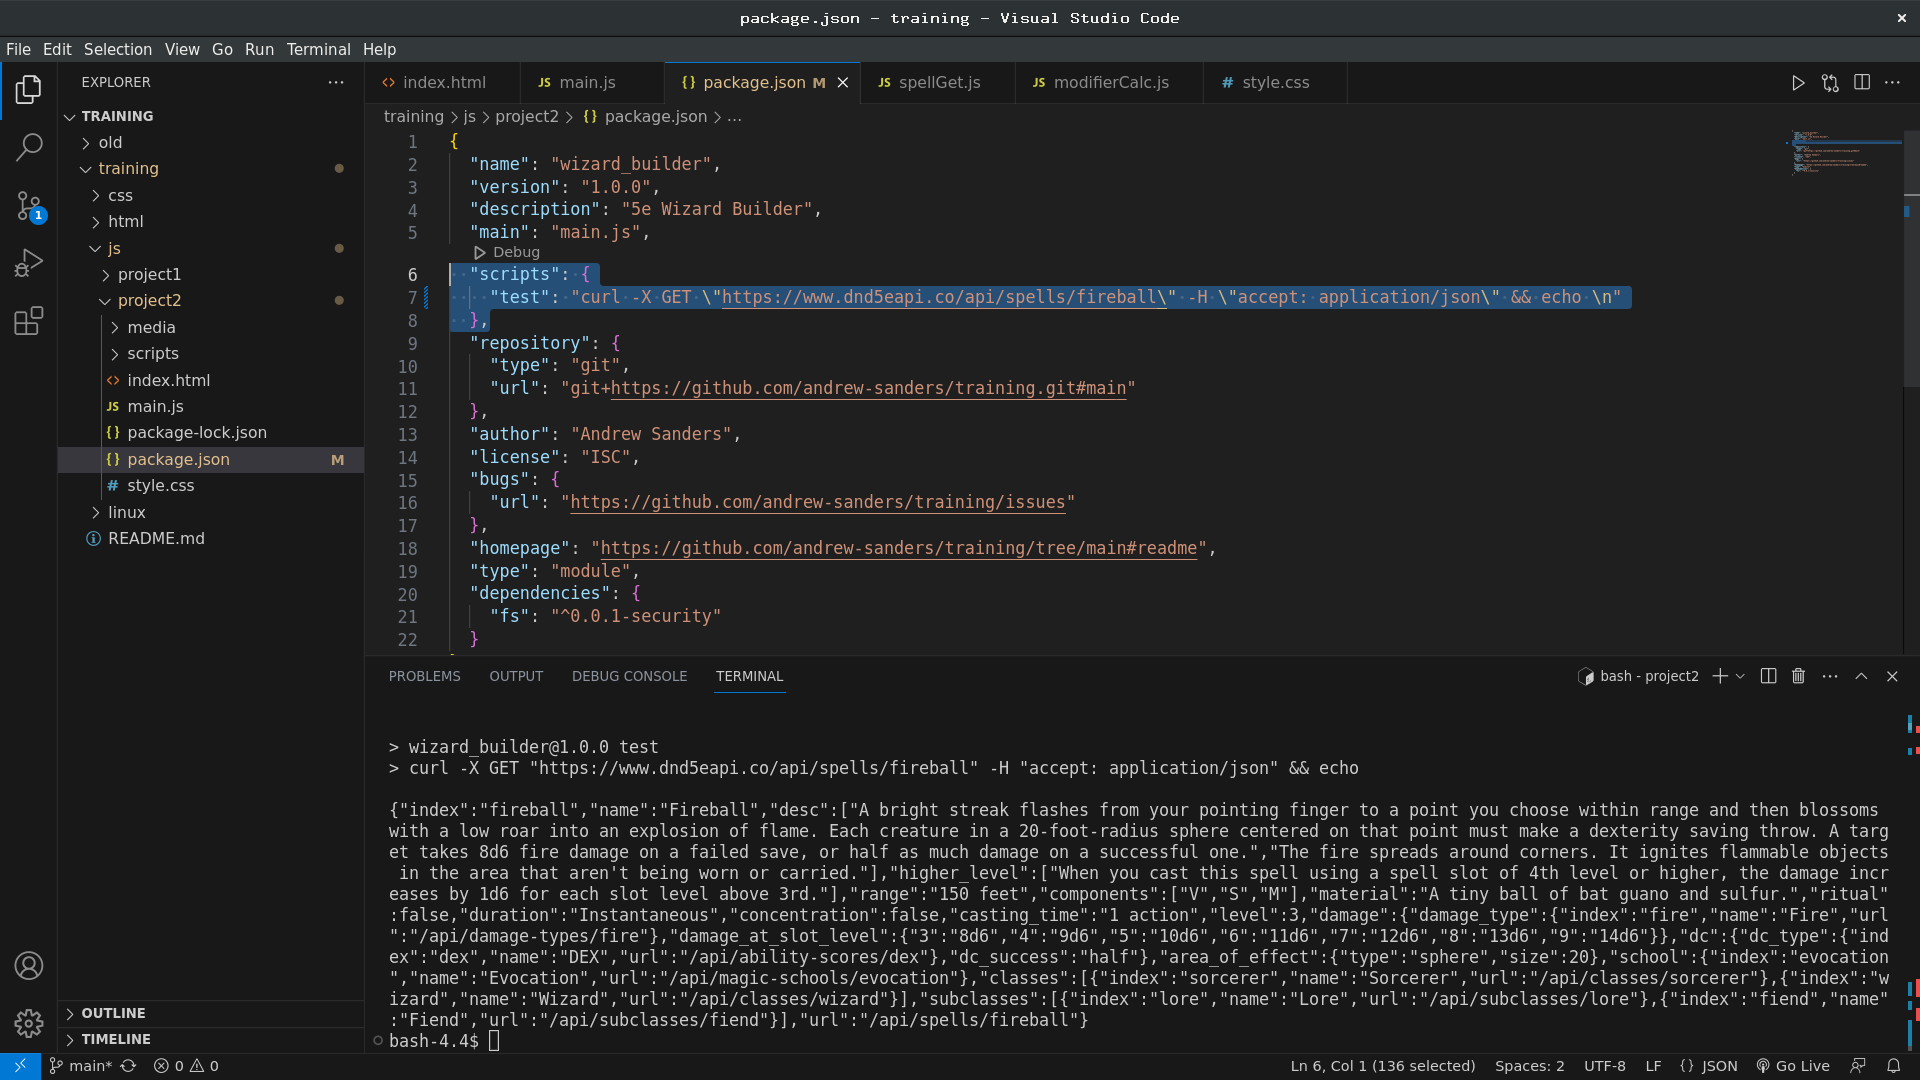 package.json - training - Visual Studio Code
File Edit Selection View Go Run Terminal Help
EXPLORER
TRAINING
old
training
css
html
js
project1
project2
media
scripts
index.html
main.js
package-lock.json
package.json M
style.css
linux
README.md
OUTLINE
TIMELINE
1
index.html
JS main.js
{} package.json M
JS spellGet.js
JS modifierCalc.js
# style.css
training > js > project2 > {} package.json > ...
1 {
2 "name": "wizard_builder",
3 "version": "1.0.0",
4 "description": "5e Wizard Builder",
5 "main": "main.js",
Debug
6 "scripts": {
7 "test": "curl -X GET \"https://www.dnd5eapi.co/api/spells/fireball\" -H \"accept: application/json\" && echo \n"
8 },
9 "repository": {
10 "type": "git",
11 "url": "git+https://github.com/andrew-sanders/training.git#main"
12 },
13 "author": "Andrew Sanders",
14 "license": "ISC",
15 "bugs": {
16 "url": "https://github.com/andrew-sanders/training/issues"
17 },
18 "homepage": "https://github.com/andrew-sanders/training/tree/main#readme",
19 "type": "module",
20 "dependencies": {
21 "fs": "^0.0.1-security"
22 }
PROBLEMS OUTPUT DEBUG CONSOLE TERMINAL
bash - project2
> wizard_builder@1.0.0 test
> curl -X GET "https://www.dnd5eapi.co/api/spells/fireball" -H "accept: application/json" && echo
{"index":"fireball","name":"Fireball","desc":["A bright streak flashes from your pointing finger to a point you choose within range and then blossoms
with a low roar into an explosion of flame. Each creature in a 20-foot-radius sphere centered on that point must make a dexterity saving throw. A targ
et takes 8d6 fire damage on a failed save, or half as much damage on a successful one.","The fire spreads around corners. It ignites flammable objects
in the area that aren't being worn or carried."],"higher_level":["When you cast this spell using a spell slot of 4th level or higher, the damage incr
eases by 1d6 for each slot level above 3rd."],"range":"150 feet","components":["V","S","M"],"material":"A tiny ball of bat guano and sulfur.","ritual"
:false,"duration":"Instantaneous","concentration":false,"casting_time":"1 action","level":3,"damage":{"damage_type":{"index":"fire","name":"Fire","url
":"/api/damage-types/fire"},"damage_at_slot_level":{"3":"8d6","4":"9d6","5":"10d6","6":"11d6","7":"12d6","8":"13d6","9":"14d6"}},"dc":{"dc_type":{"ind
ex":"dex","name":"DEX","url":"/api/ability-scores/dex"},"dc_success":"half"},"area_of_effect":{"type":"sphere","size":20},"school":{"index":"evocation
","name":"Evocation","url":"/api/magic-schools/evocation"},"classes":[{"index":"sorcerer","name":"Sorcerer","url":"/api/classes/sorcerer"},{"index":"w
izard","name":"Wizard","url":"/api/classes/wizard"}],"subclasses":[{"index":"lore","name":"Lore","url":"/api/subclasses/lore"},{"index":"fiend","name"
:"Fiend","url":"/api/subclasses/fiend"}],"url":"/api/spells/fireball"}
bash-4.4$
main* 0 0
Ln 6, Col 1 (136 selected) Spaces: 2 UTF-8 LF {} JSON Go Live